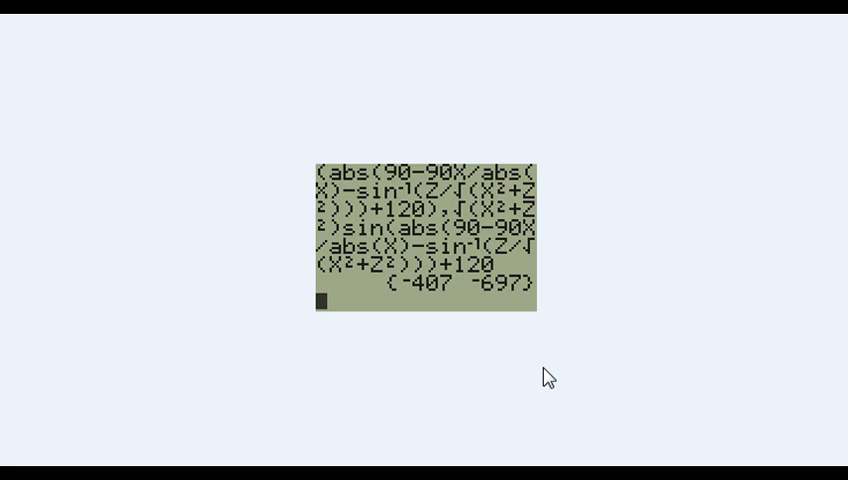 (abs(90-90X/abs(
X)-sin⁻¹(Z/√(X²+Z
²)))+120),√(X²+Z
²)sin(abs(90-90X
/abs(X)-sin⁻¹(Z/√
(X²+Z²)))+120
{⁻407 ⁻697}